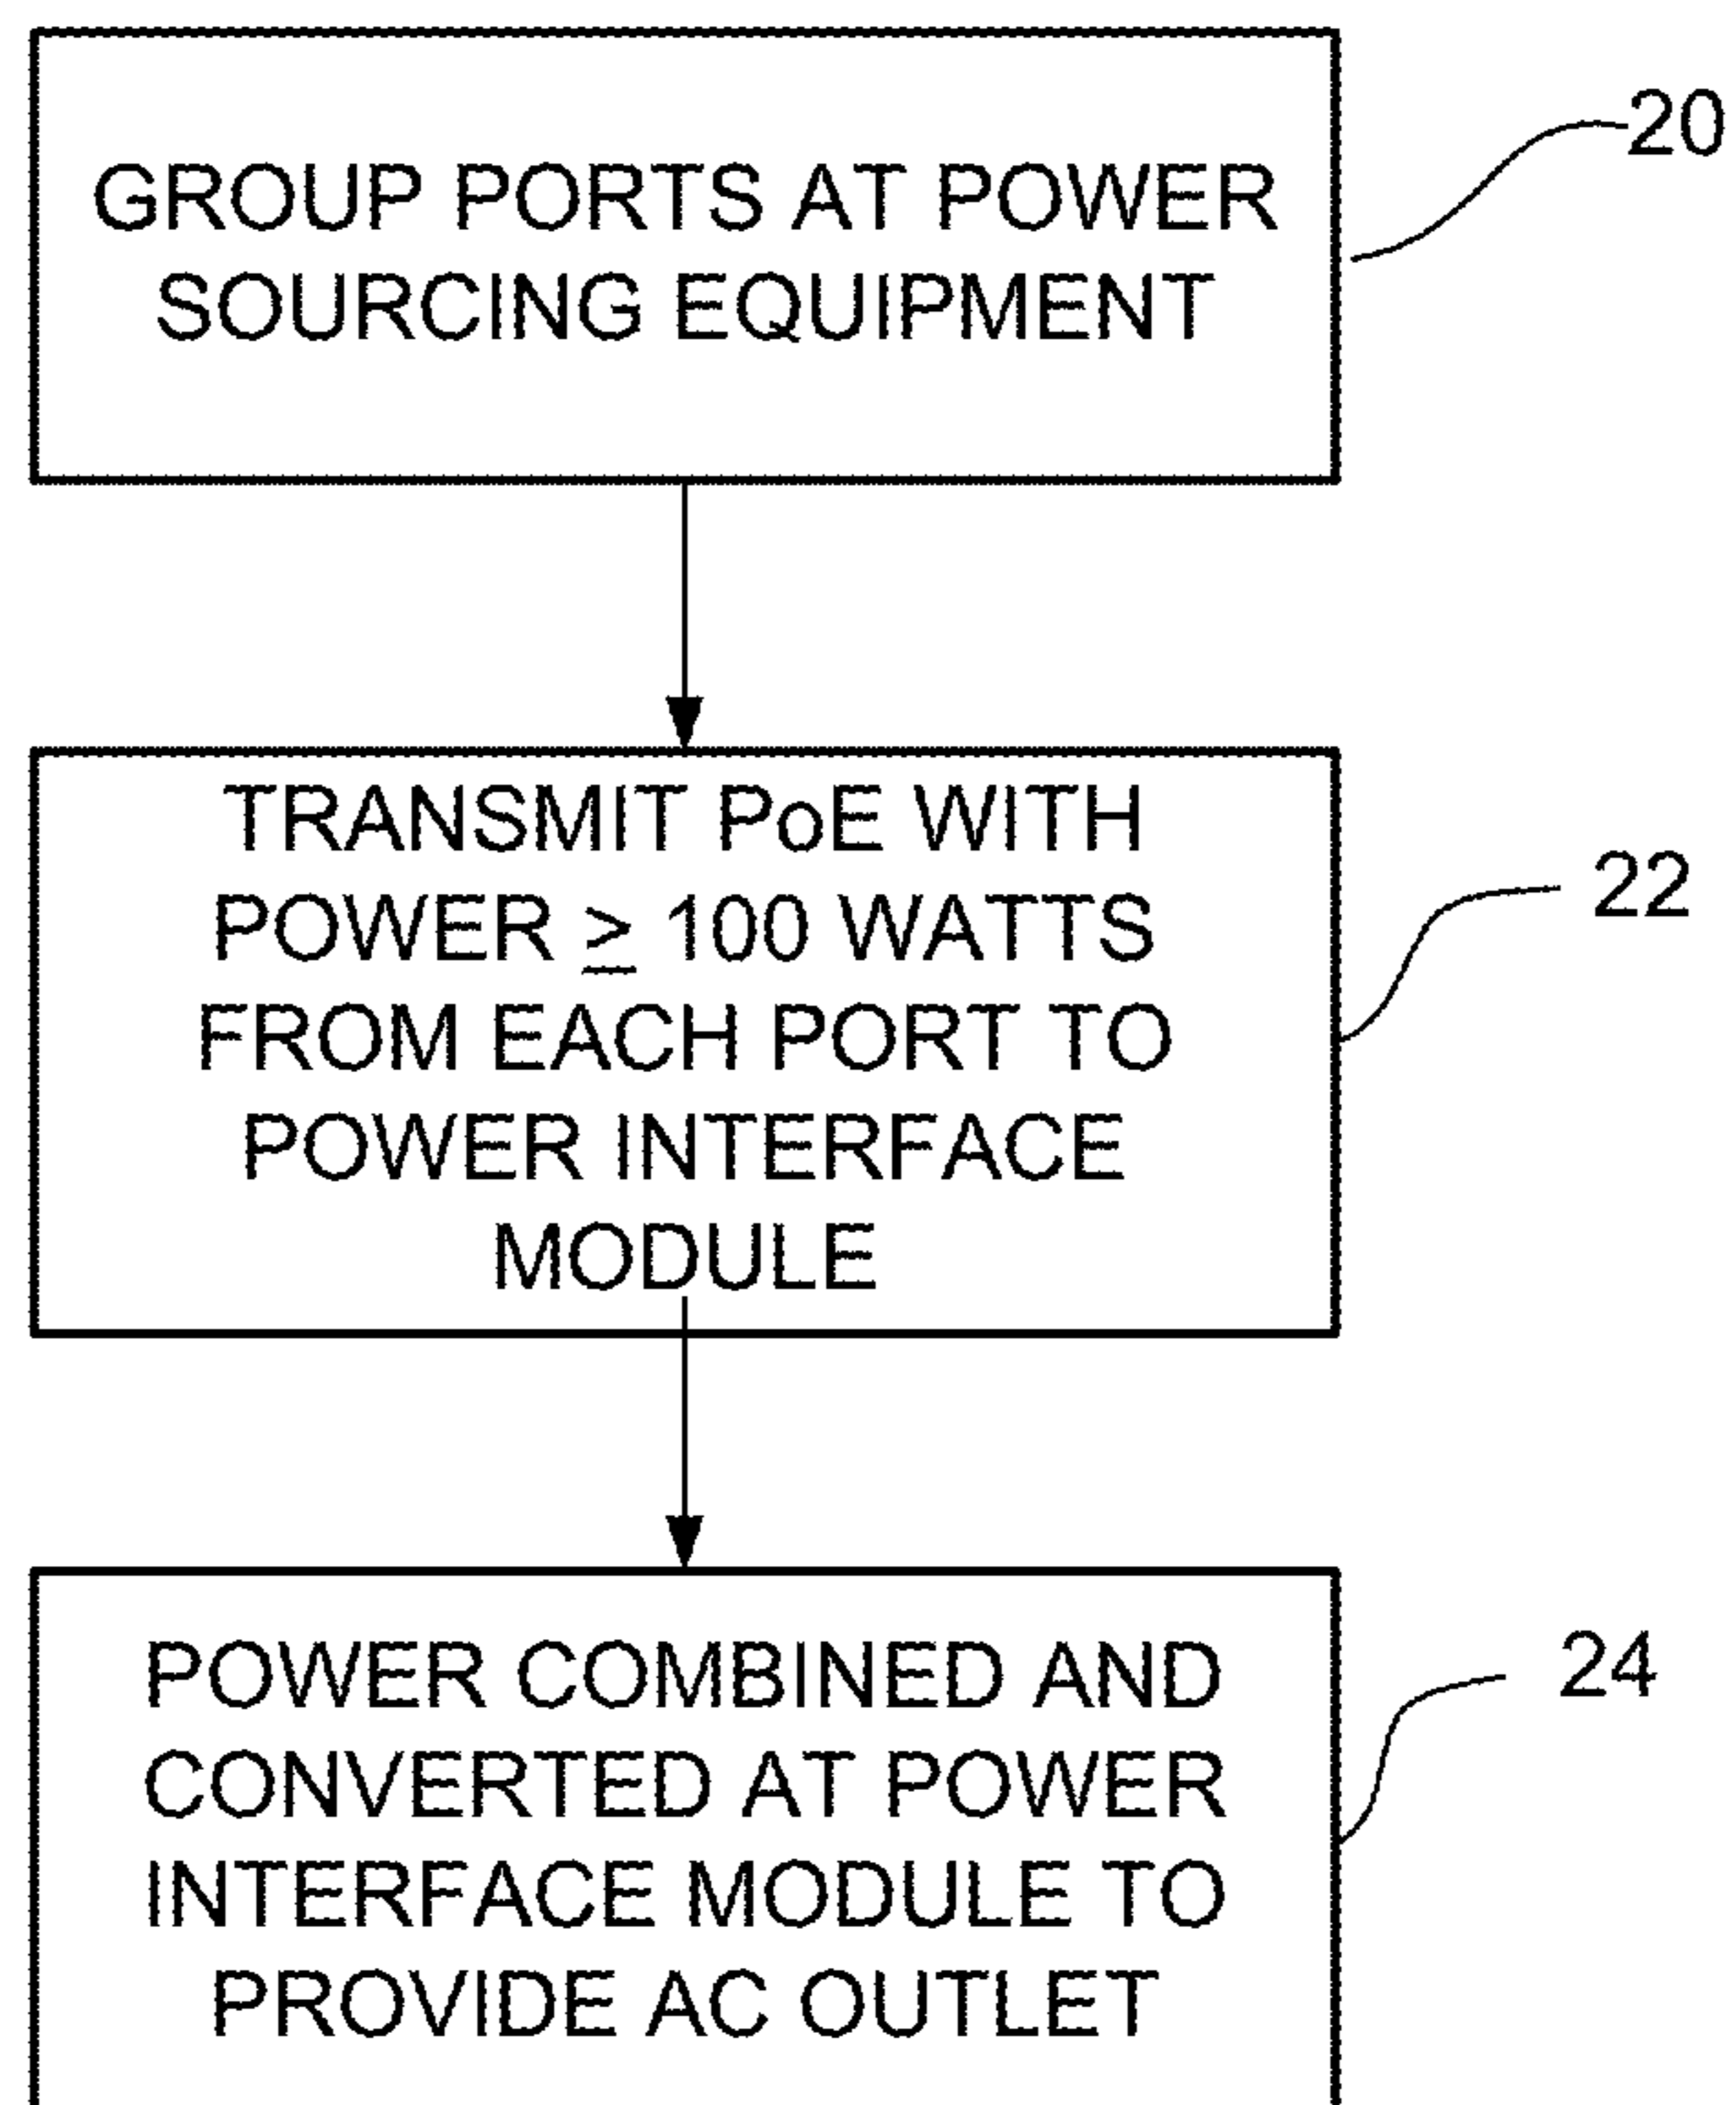 GROUP PORTS AT POWER
SOURCING EQUIPMENT
20
TRANSMIT PoE WITH
POWER ≥ 100 WATTS
FROM EACH PORT TO
POWER INTERFACE
MODULE
22
POWER COMBINED AND
CONVERTED AT POWER
INTERFACE MODULE TO
PROVIDE AC OUTLET
24